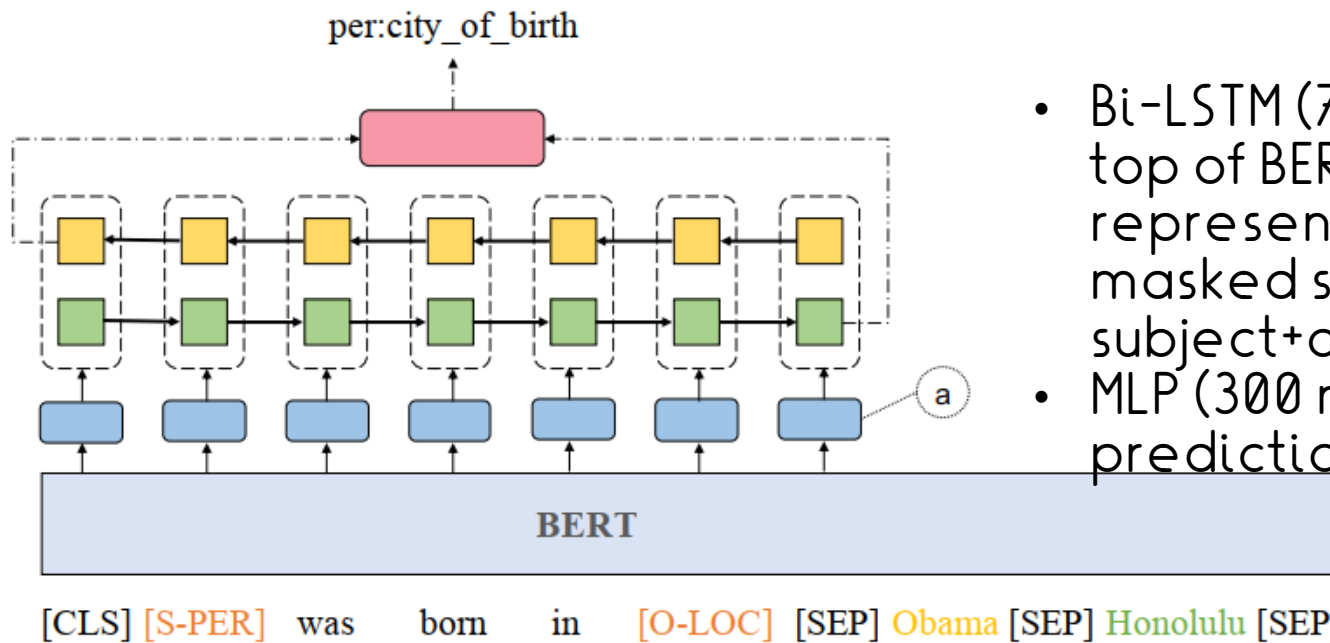 per:city_of_birth
• Bi-LSTM (
top of BER
represen
masked s
subject+
• MLP (300
predictio
a
BERT
[CLS] [S-PER] was born in [O-LOC] [SEP] Obama [SEP] Honolulu [SEP